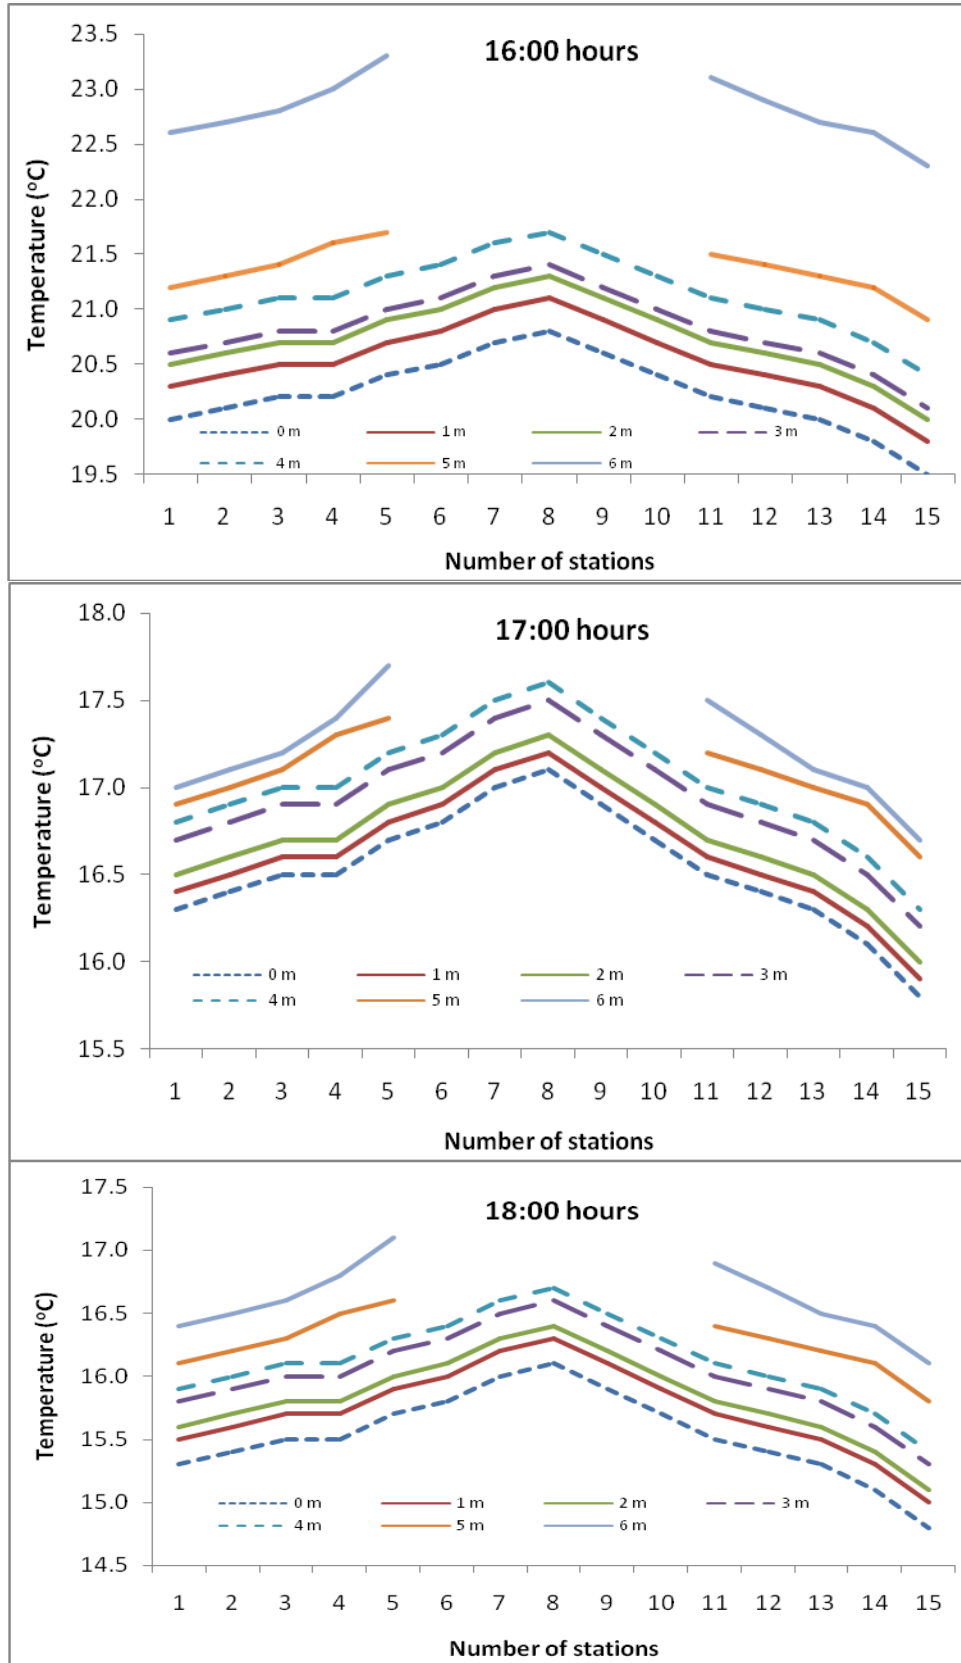 16:00 hours
Temperature (°C)
23.5
23.0
22.5
22.0
21.5
21.0
20.5
20.0
19.5
0 m 1 m 2 m 3 m
4 m 5 m 6 m
1 2 3 4 5 6 7 8 9 10 11 12 13 14 15
Number of stations
17:00 hours
Temperature (°C)
18.0
17.5
17.0
16.5
16.0
15.5
0 m 1 m 2 m 3 m
4 m 5 m 6 m
1 2 3 4 5 6 7 8 9 10 11 12 13 14 15
Number of stations
18:00 hours
Temperature (°C)
17.5
17.0
16.5
16.0
15.5
15.0
14.5
0 m 1 m 2 m 3 m
4 m 5 m 6 m
1 2 3 4 5 6 7 8 9 10 11 12 13 14 15
Number of stations